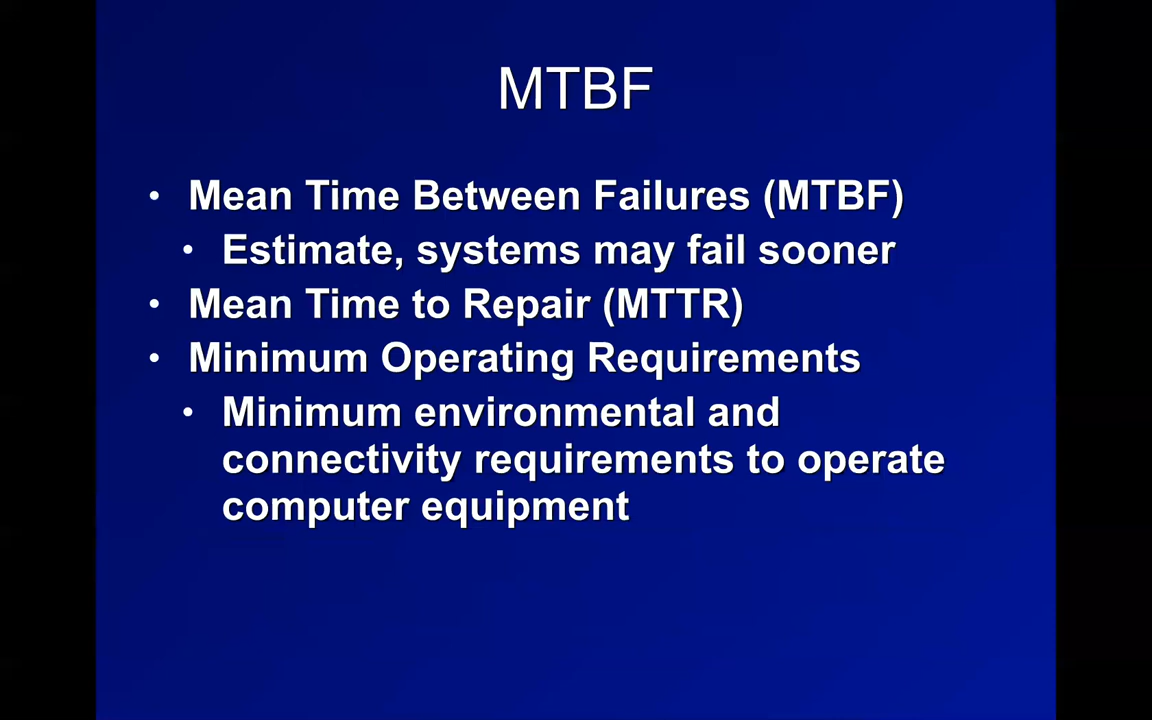 MTBF
• Mean Time Between Failures (MTBF)
• Estimate, systems may fail sooner
• Mean Time to Repair (MTTR)
• Minimum Operating Requirements
• Minimum environmental and
connectivity requirements to operate
computer equipment